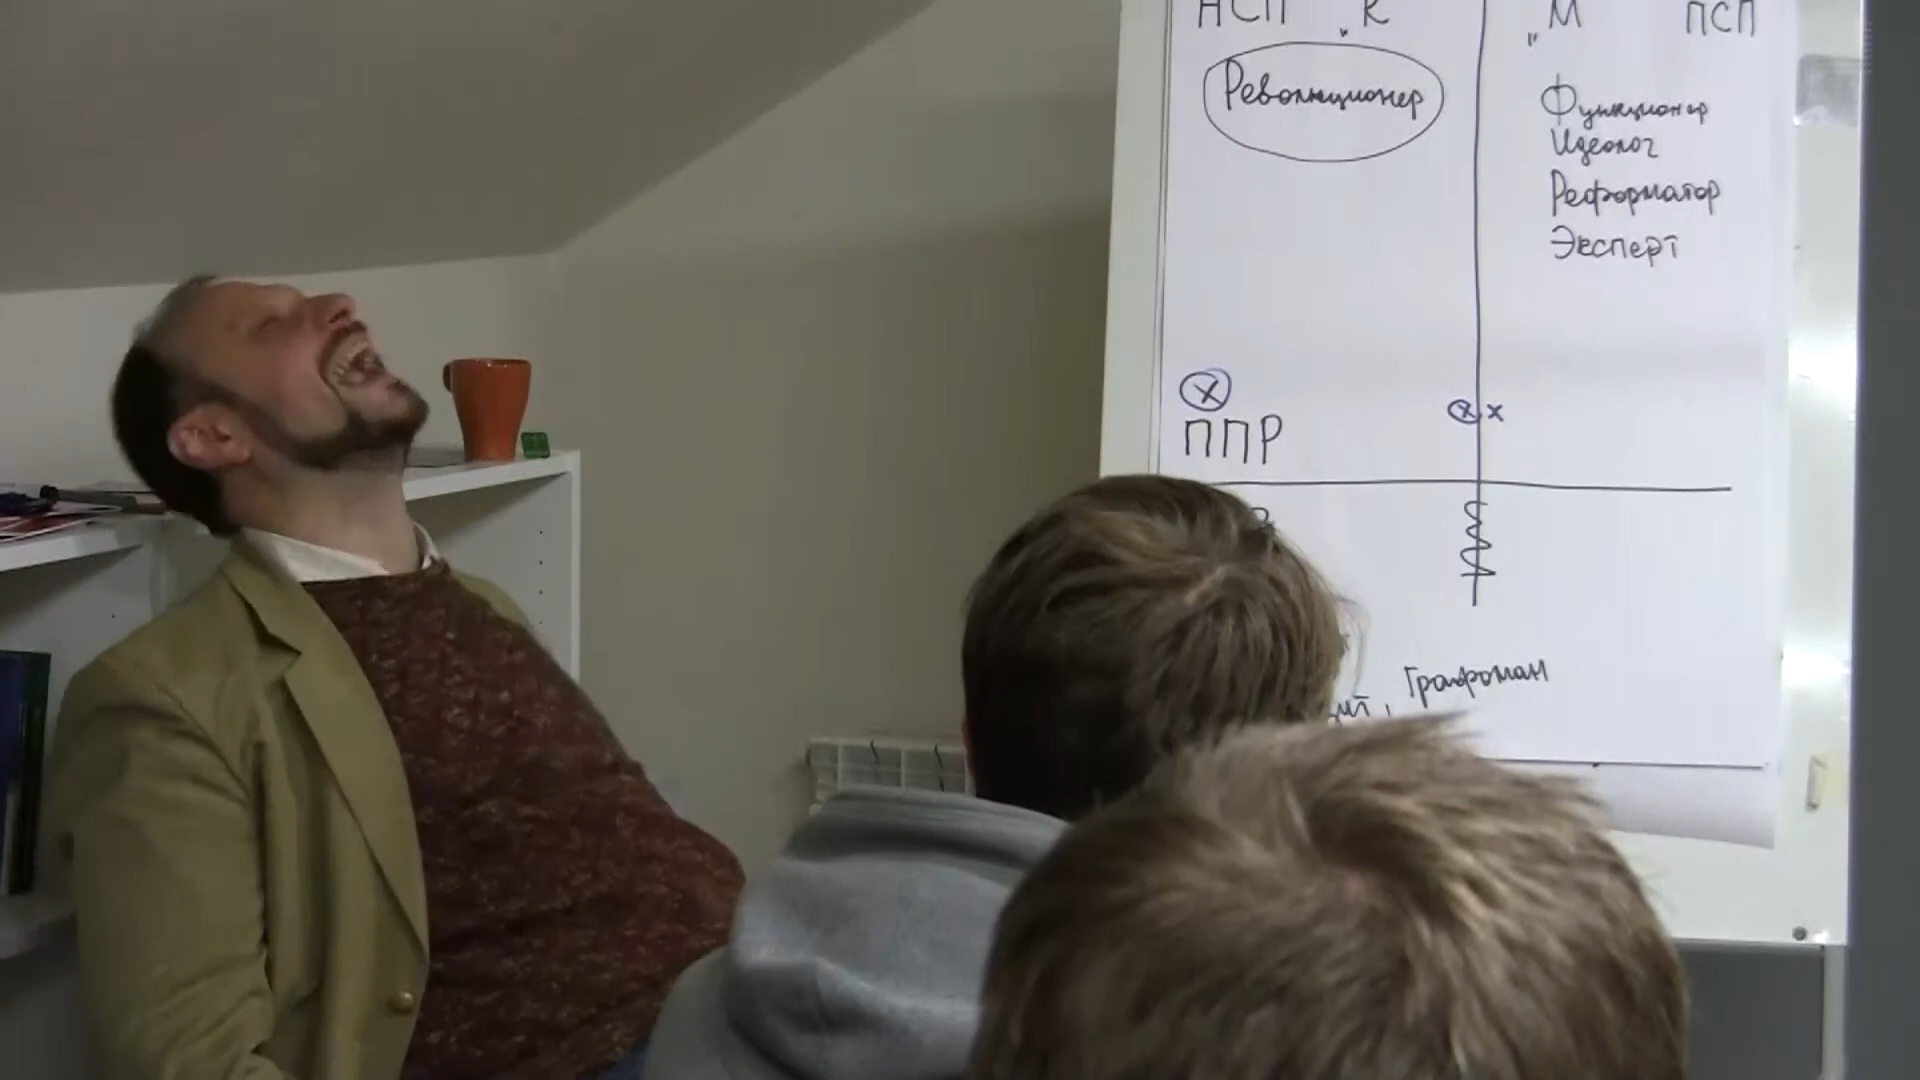 НСП "К "М ПСП
Революционер
Функционер
Идеолог
Реформатор
Эксперт
х
х х
ППР
Графоман